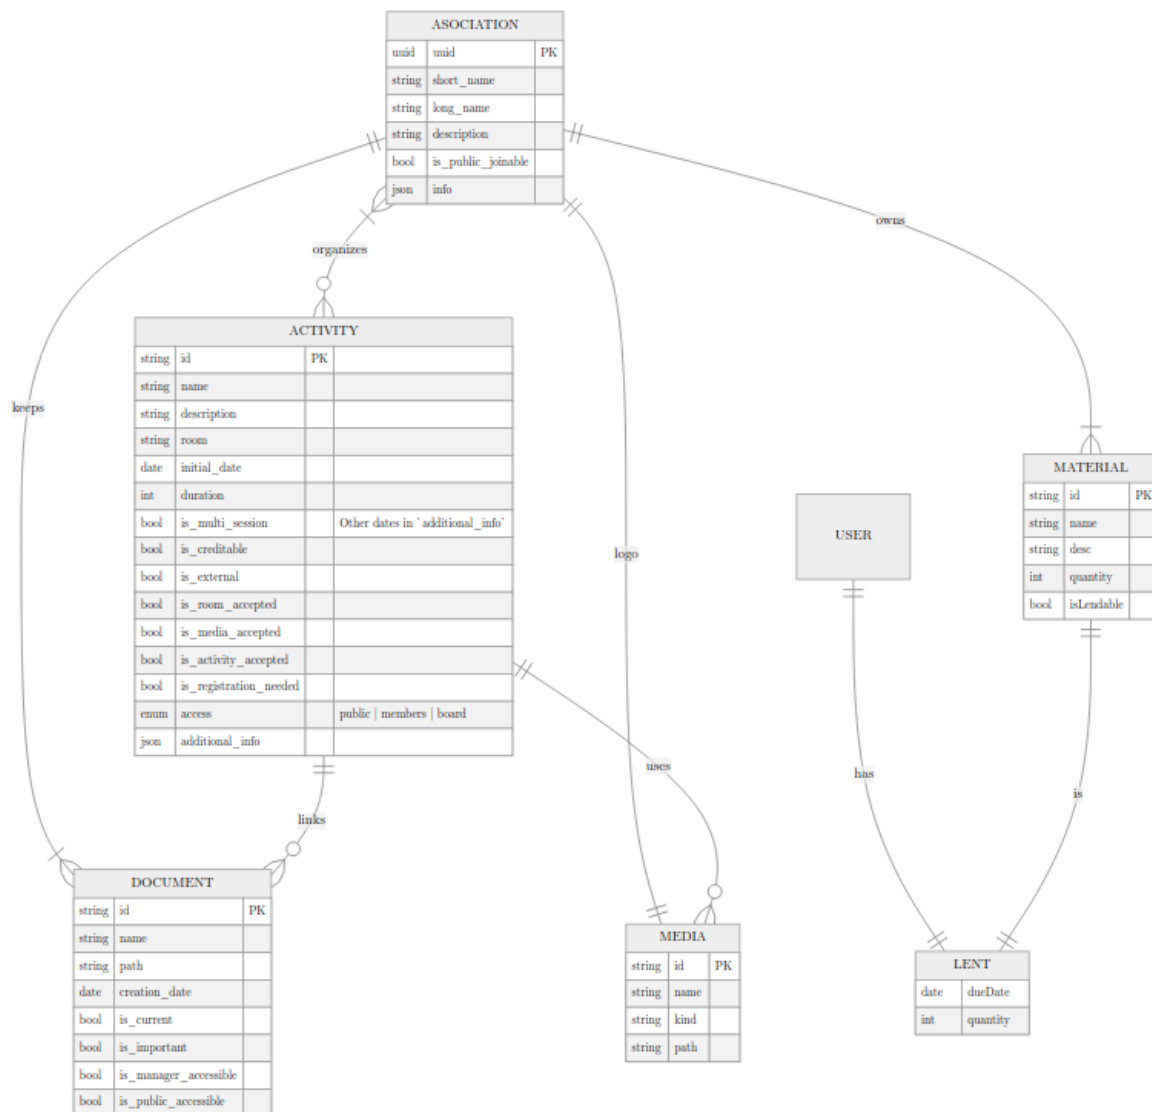 ASOCIATION
uuid uuid PK
string short_name
string long_name
string description
bool is_public_joinable
json info
owns
organizes
ACTIVITY
string id PK
string name
string description
string room
date initial_date
int duration
bool is_multi_session Other dates in `additional_info`
bool is_creditable
bool is_external
bool is_room_accepted
bool is_media_accepted
bool is_activity_accepted
bool is_registration_needed
enum access public | members | board
json additional_info
keeps
logo
MATERIAL
string id PK
string name
string desc
int quantity
bool isLendable
USER
uses
has
is
links
DOCUMENT
string id PK
string name
string path
date creation_date
bool is_current
bool is_important
bool is_manager_accessible
bool is_public_accessible
MEDIA
string id PK
string name
string kind
string path
LENT
date dueDate
int quantity